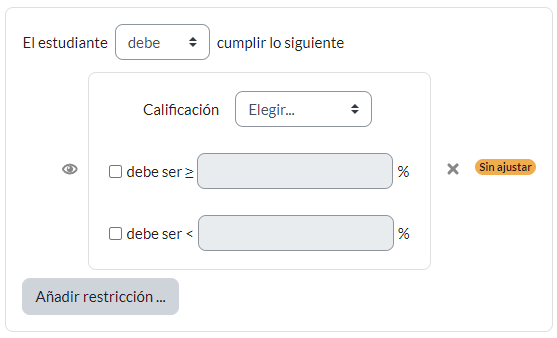 El estudiante debe cumplir lo siguiente
Calificación Elegir...
debe ser ≥ %
Sin ajustar
debe ser < %
Añadir restricción ...